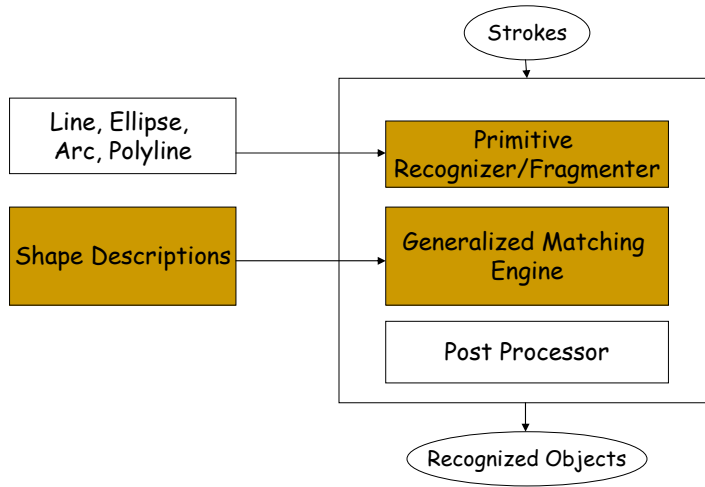 Strokes
Line, Ellipse,
Arc, Polyline
Primitive
Recognizer/Fragmenter
Shape Descriptions
Generalized Matching
Engine
Post Processor
Recognized Objects